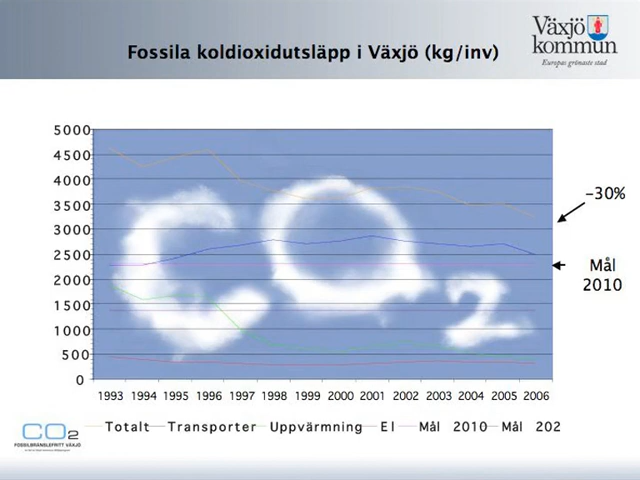 Växjö
kommun
Europas grönaste stad
Fossila koldioxidutsläpp i Växjö (kg/inv)
5000
4500
4000
3500
3000
2500
2000
1500
1000
500
0
CO2
-30%
Mål
2010
1993 1994 1995 1996 1997 1998 1999 2000 2001 2002 2003 2004 2005 2006
Totalt Transporter Uppvärmning El Mål 2010 Mål 202
CO2
FOSSILBRÄNSLEFRITT VÄXJÖ